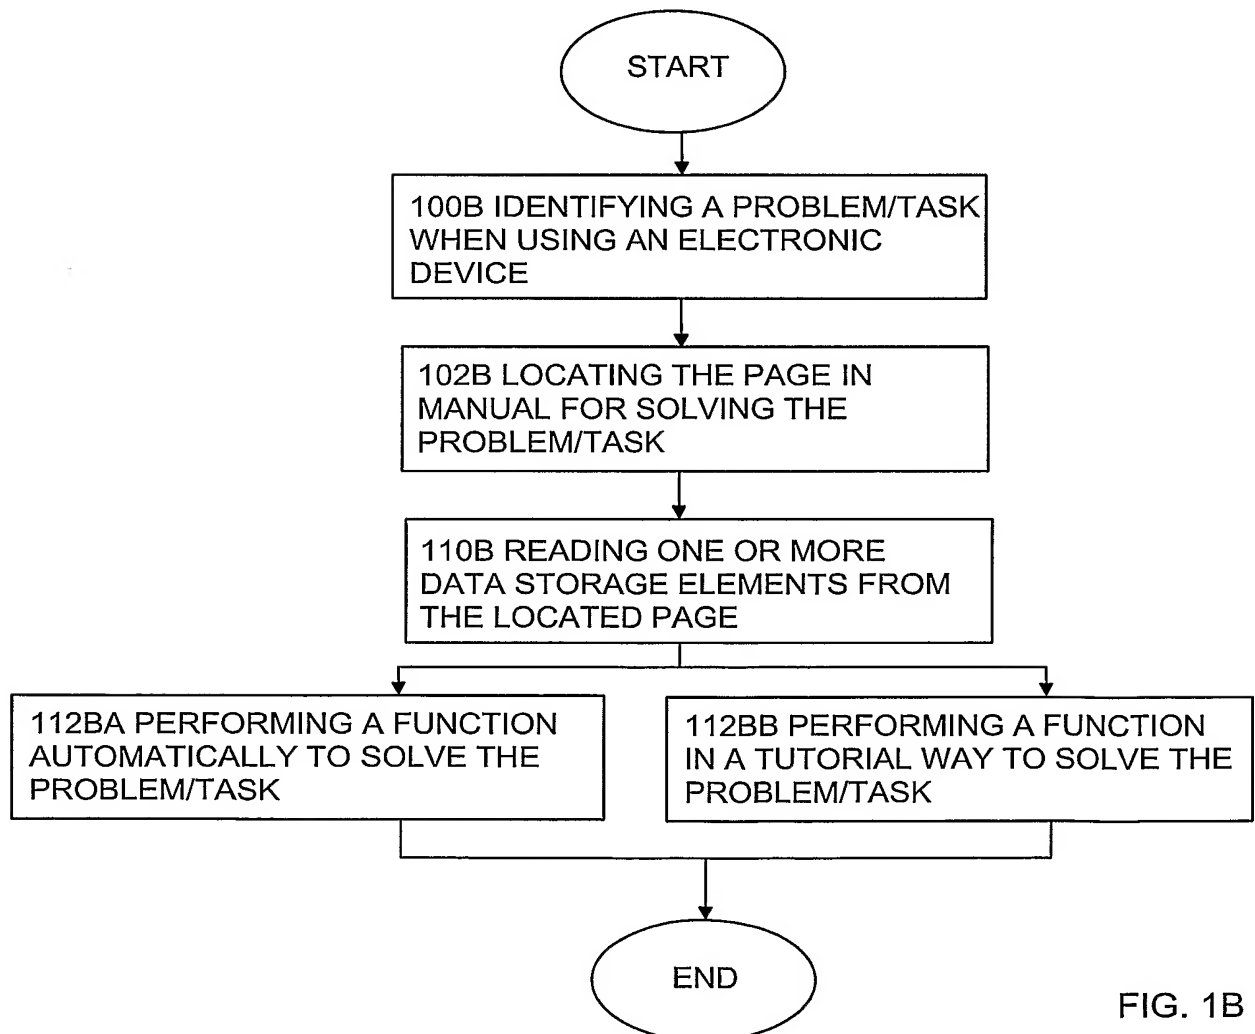 START
100B IDENTIFYING A PROBLEM/TASK
WHEN USING AN ELECTRONIC
DEVICE
102B LOCATING THE PAGE IN
MANUAL FOR SOLVING THE
PROBLEM/TASK
110B READING ONE OR MORE
DATA STORAGE ELEMENTS FROM
THE LOCATED PAGE
112BA PERFORMING A FUNCTION
AUTOMATICALLY TO SOLVE THE
PROBLEM/TASK
112BB PERFORMING A FUNCTION
IN A TUTORIAL WAY TO SOLVE THE
PROBLEM/TASK
END
FIG. 1B